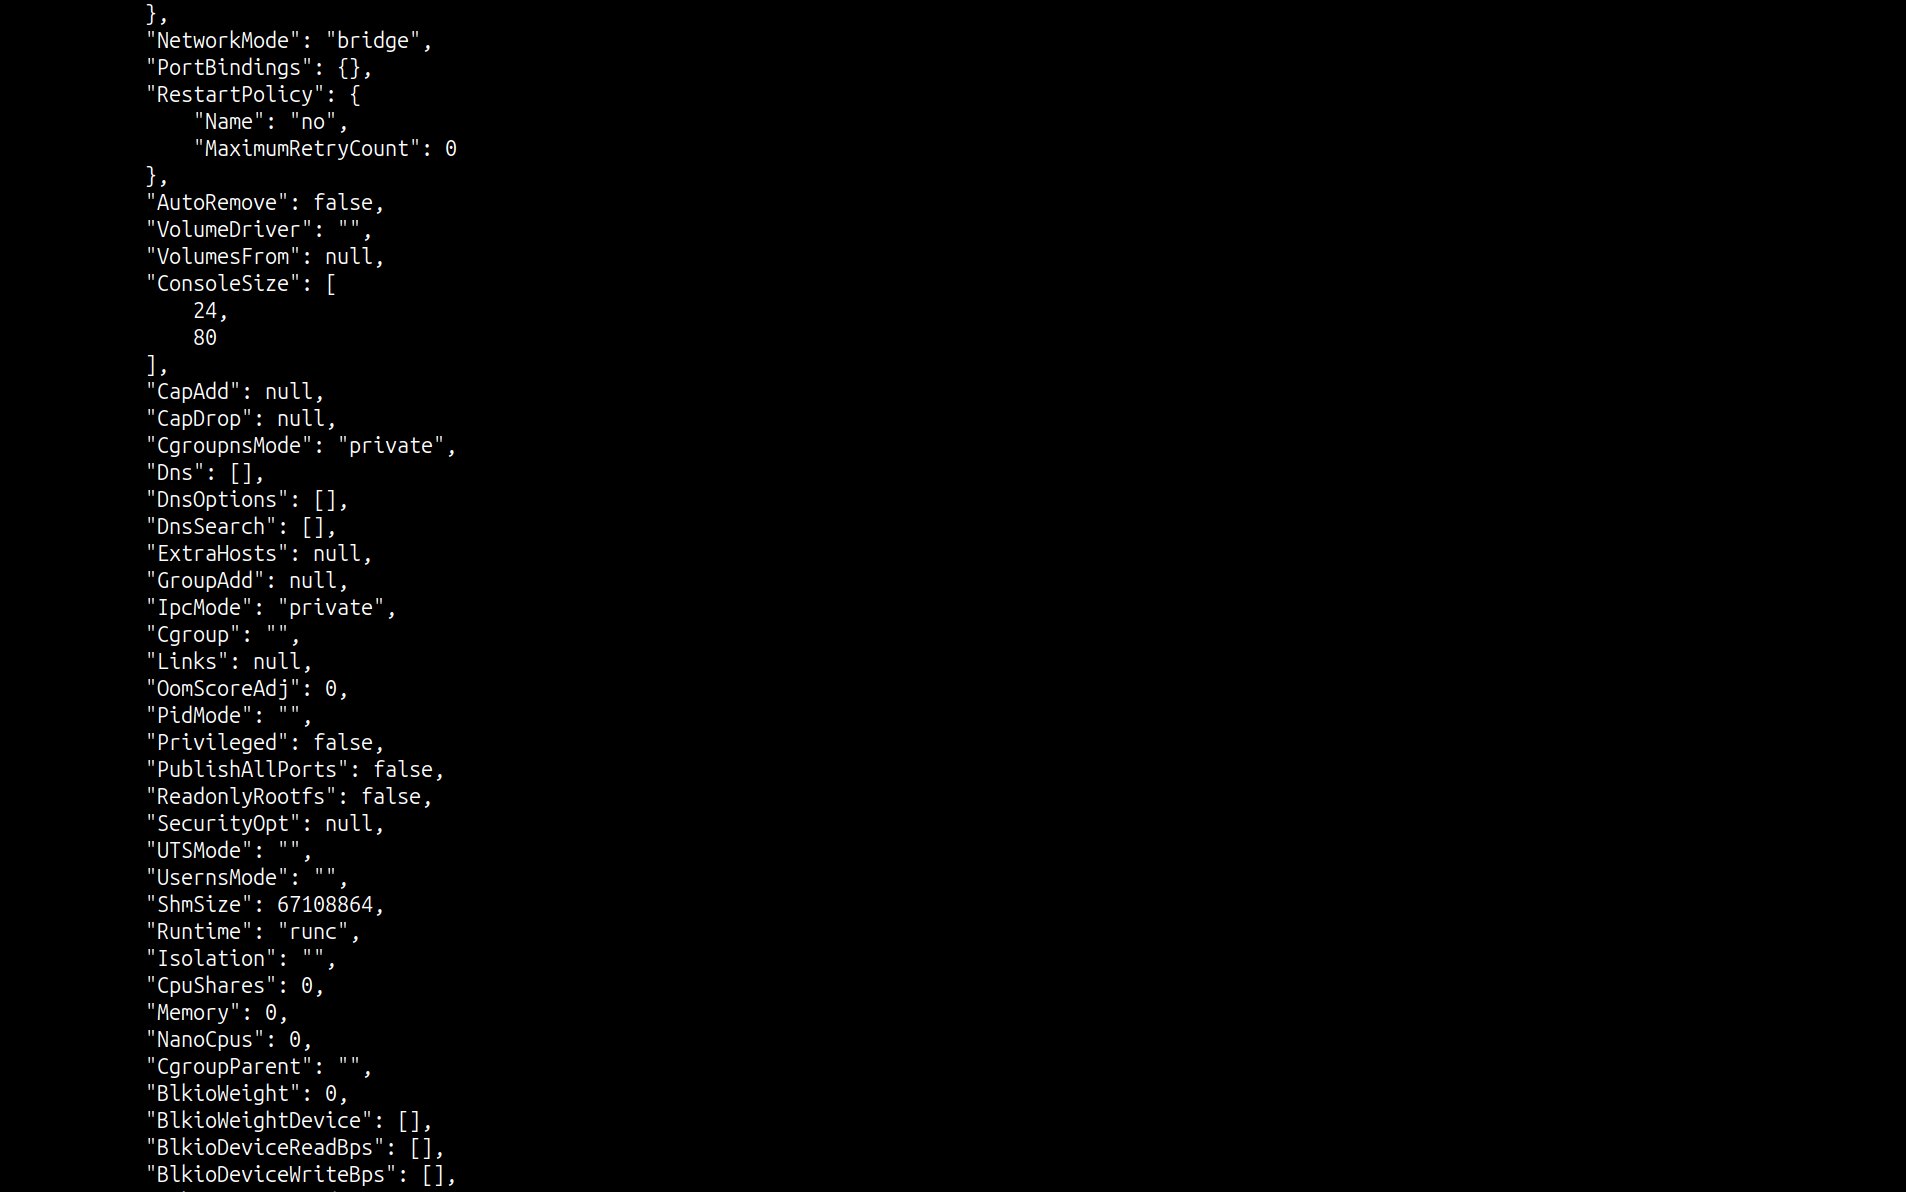 },
"NetworkMode": "bridge",
"PortBindings": {},
"RestartPolicy": {
    "Name": "no",
    "MaximumRetryCount": 0
},
"AutoRemove": false,
"VolumeDriver": "",
"VolumesFrom": null,
"ConsoleSize": [
    24,
    80
],
"CapAdd": null,
"CapDrop": null,
"CgroupnsMode": "private",
"Dns": [],
"DnsOptions": [],
"DnsSearch": [],
"ExtraHosts": null,
"GroupAdd": null,
"IpcMode": "private",
"Cgroup": "",
"Links": null,
"OomScoreAdj": 0,
"PidMode": "",
"Privileged": false,
"PublishAllPorts": false,
"ReadonlyRootfs": false,
"SecurityOpt": null,
"UTSMode": "",
"UsernsMode": "",
"ShmSize": 67108864,
"Runtime": "runc",
"Isolation": "",
"CpuShares": 0,
"Memory": 0,
"NanoCpus": 0,
"CgroupParent": "",
"BlkioWeight": 0,
"BlkioWeightDevice": [],
"BlkioDeviceReadBps": [],
"BlkioDeviceWriteBps": [],